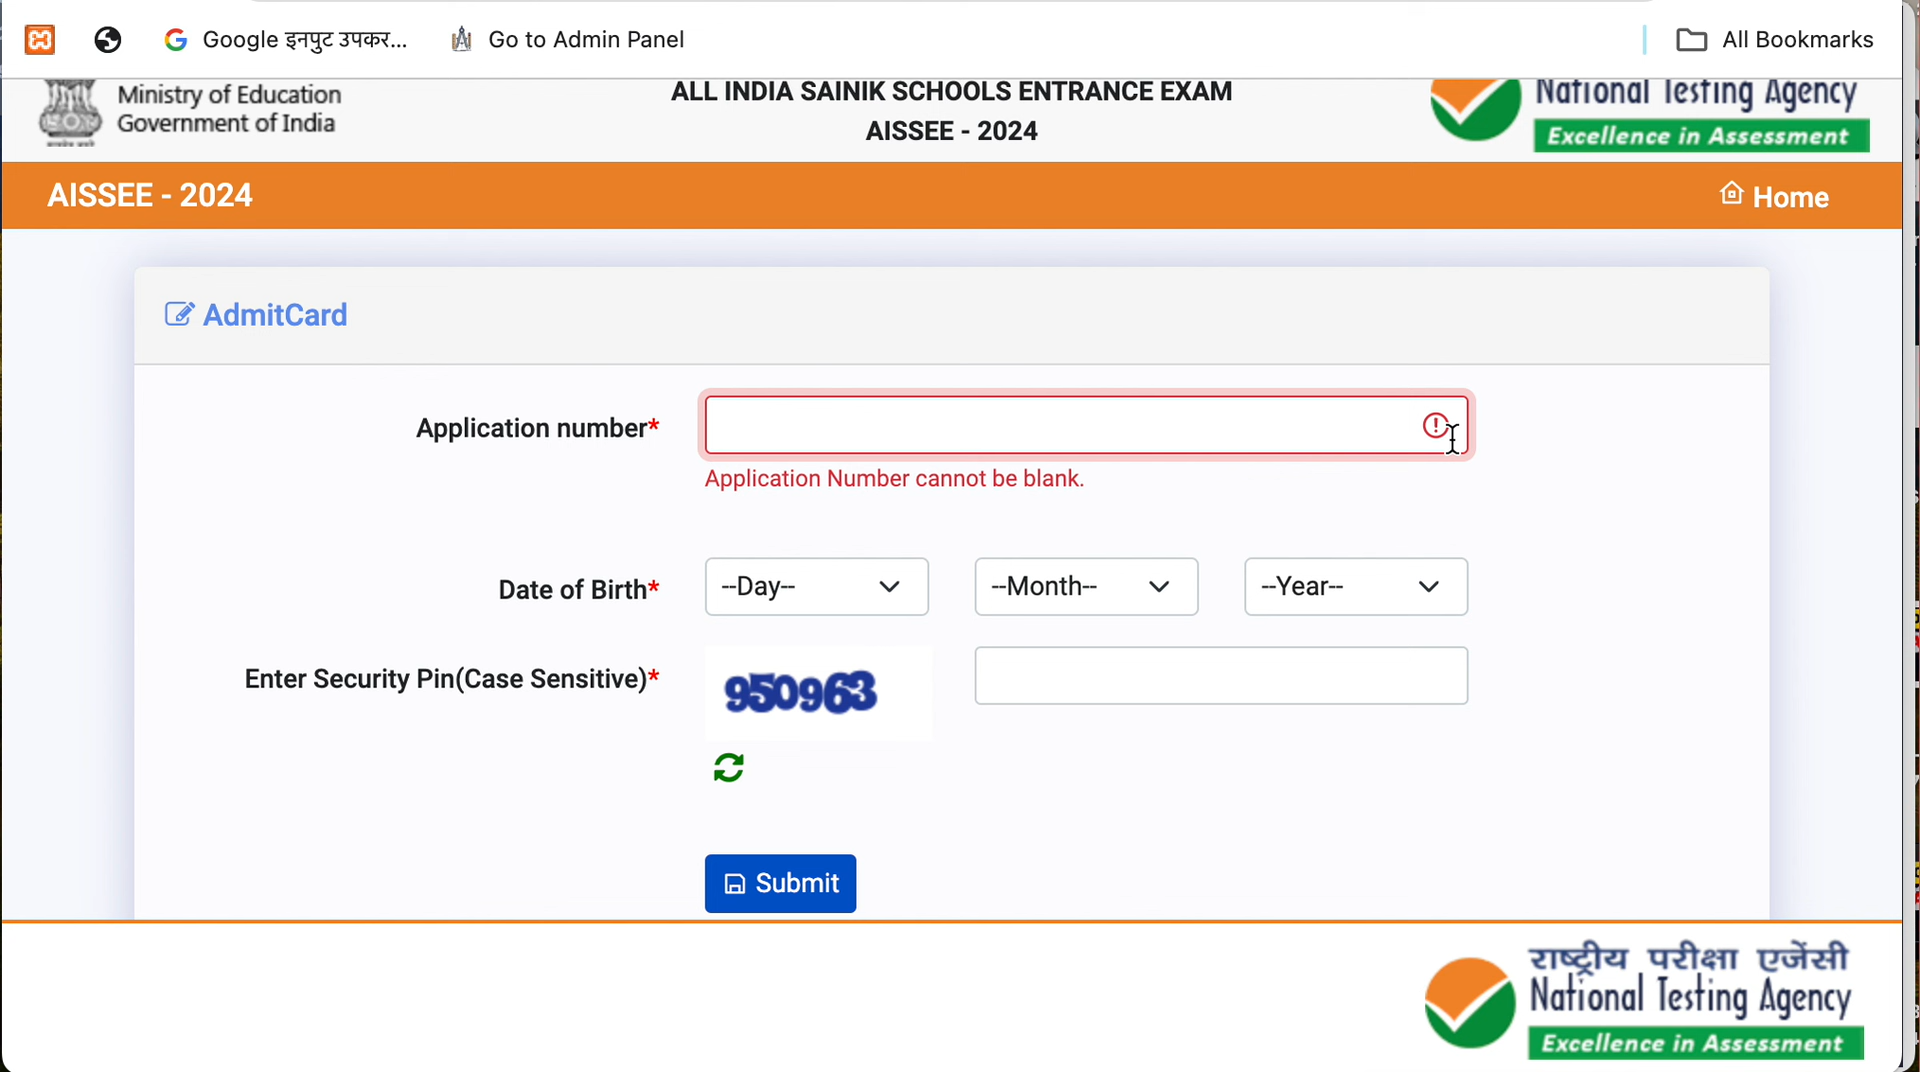 Google इनपुट उपकर...
Go to Admin Panel
All Bookmarks
Ministry of Education
Government of India
ALL INDIA SAINIK SCHOOLS ENTRANCE EXAM
AISSEE - 2024
National Testing Agency
Excellence in Assessment
AISSEE - 2024
Home
AdmitCard
Application number*
Application Number cannot be blank.
Date of Birth*
--Day--
--Month--
--Year--
Enter Security Pin(Case Sensitive)*
950963
Submit
राष्ट्रीय परीक्षा एजेंसी
National Testing Agency
Excellence in Assessment